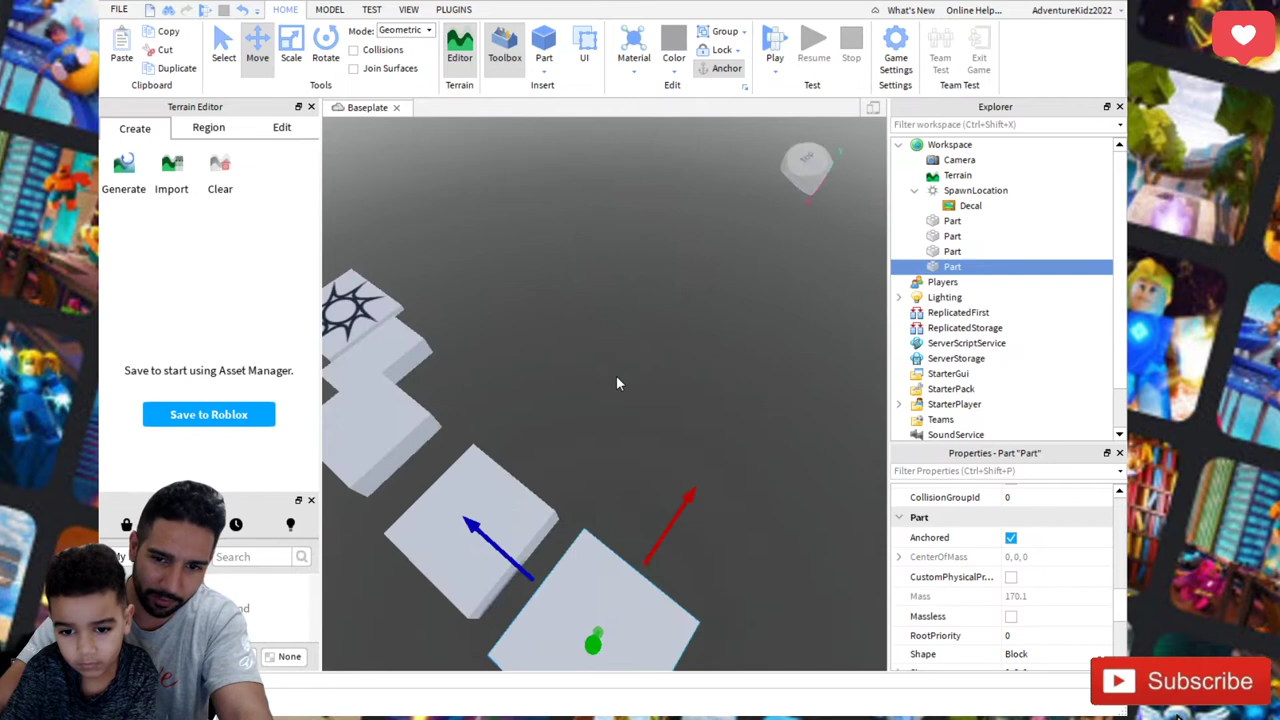 FILE HOME MODEL TEST VIEW PLUGINS What's New Online Help... AdventureKidz2022
Paste Copy Cut Duplicate Clipboard
Select Move Scale Rotate Mode: Geometric Collisions Join Surfaces Tools
Editor Terrain
Toolbox Part UI Insert
Material Color Group Lock Anchor Edit
Play Resume Stop Test
Game Settings Settings
Team Test Exit Game Team Test
Terrain Editor
Create Region Edit
Generate Import Clear
Save to start using Asset Manager.
Save to Roblox
My
Search
None
Baseplate
Explorer
Filter workspace (Ctrl+Shift+X)
Workspace
Camera
Terrain
SpawnLocation
Decal
Part
Part
Part
Part
Players
Lighting
ReplicatedFirst
ReplicatedStorage
ServerScriptService
ServerStorage
StarterGui
StarterPack
StarterPlayer
Teams
SoundService
Properties - Part "Part"
Filter Properties (Ctrl+Shift+P)
CollisionGroupId 0
Part
Anchored
CenterOfMass 0, 0, 0
CustomPhysicalPr...
Mass 170.1
Massless
RootPriority 0
Shape Block
Subscribe